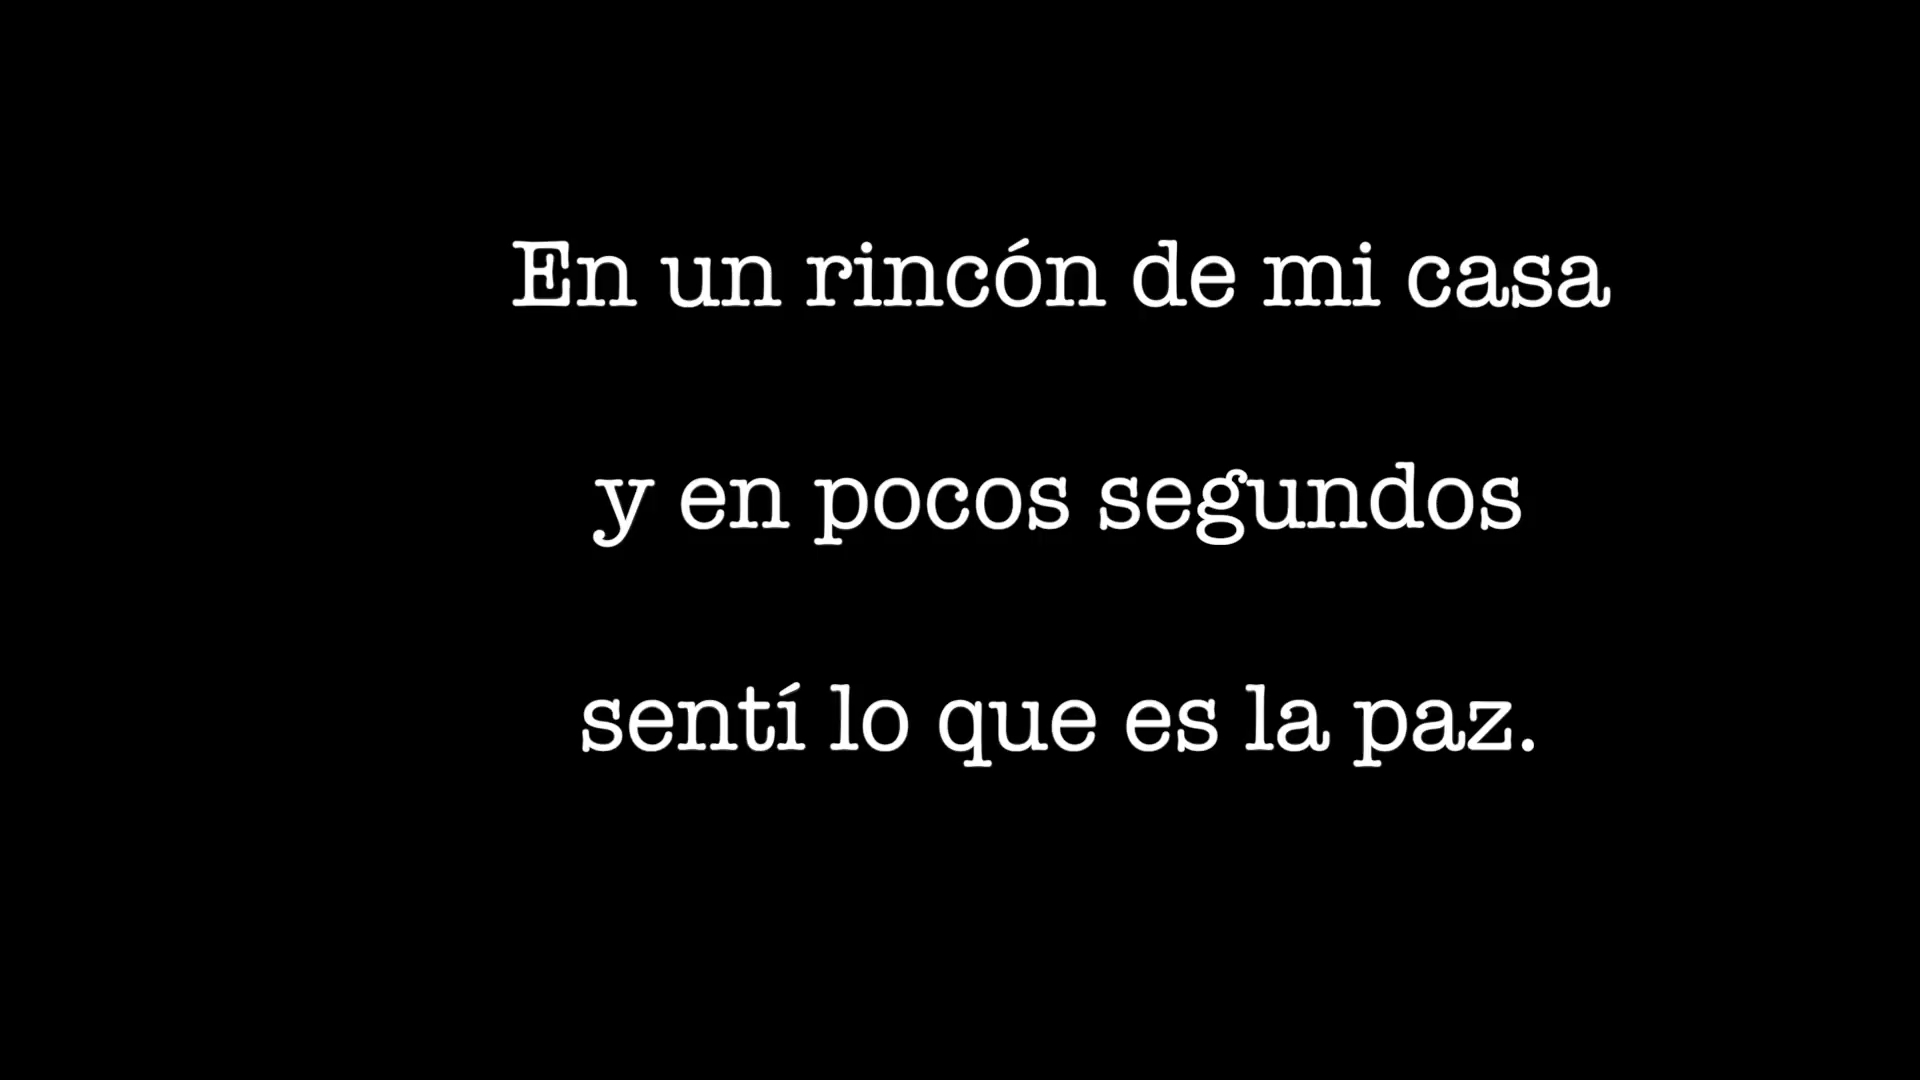 En un rincón de mi casa
y en pocos segundos
sentí lo que es la paz.